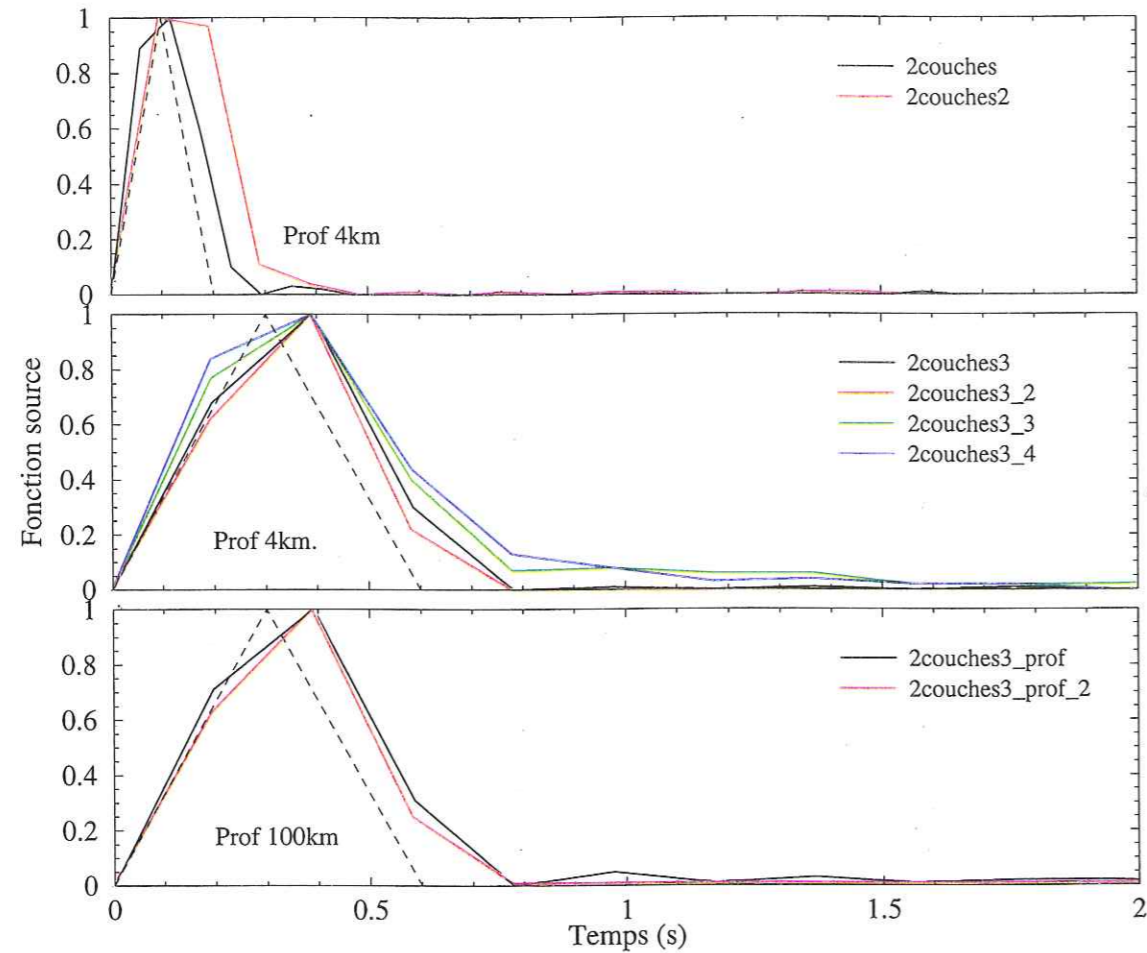 1
0.8
0.6
0.4
0.2
0
2couches
2couches2
Prof 4km
1
0.8
0.6
0.4
0.2
0
2couches3
2couches3_2
2couches3_3
2couches3_4
Prof 4km.
Fonction source
1
0.8
0.6
0.4
0.2
0
2couches3_prof
2couches3_prof_2
Prof 100km
0
0.5
1
1.5
2
Temps (s)